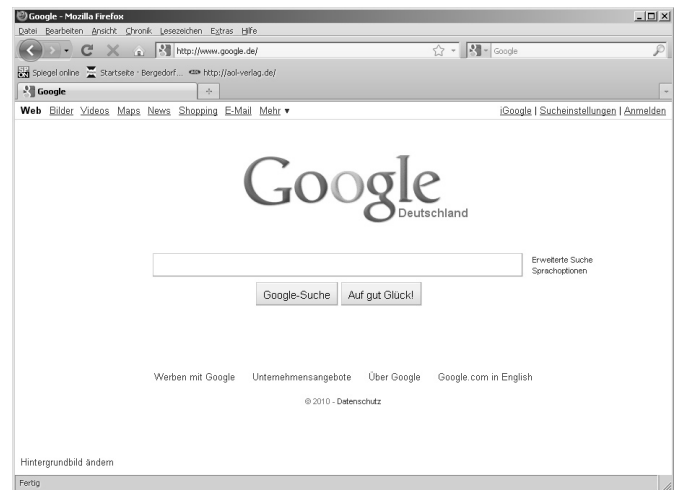 Google - Mozilla Firefox
Datei Bearbeiten Ansicht Chronik Lesezeichen Extras Hilfe
http://www.google.de/ Google
Spiegel online Startseite - Bergedorf... http://aol-verlag.de/
Google
Web Bilder Videos Maps News Shopping E-Mail Mehr ▼ iGoogle | Sucheinstellungen | Anmelden
Google
Deutschland
Erweiterte Suche
Sprachoptionen
Google-Suche Auf gut Glück!
Werben mit Google Unternehmensangebote Über Google Google.com in English
© 2010 - Datenschutz
Hintergrundbild ändern
Fertig